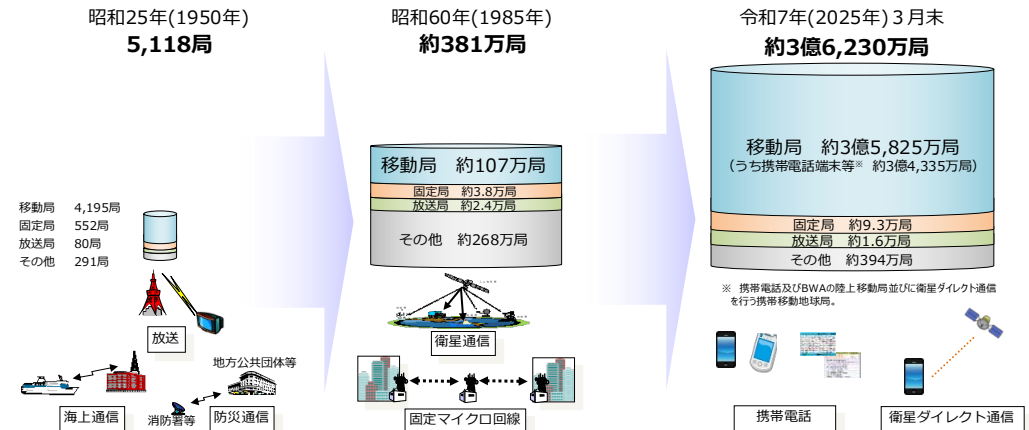 昭和25年(1950年)
5,118局
昭和60年(1985年)
約381万局
令和7年(2025年)３月末
約3億6,230万局
移動局 4,195局
固定局 552局
放送局 80局
その他 291局
移動局 約107万局
固定局 約3.8万局
放送局 約2.4万局
その他 約268万局
移動局 約3億5,825万局
（うち携帯電話端末等※ 約3億4,335万局）
固定局 約9.3万局
放送局 約1.6万局
その他 約394万局
※ 携帯電話及びBWAの陸上移動局並びに衛星ダイレクト通信
を行う携帯移動地球局。
放送
地方公共団体等
海上通信
消防署等
防災通信
衛星通信
固定マイクロ回線
携帯電話
衛星ダイレクト通信